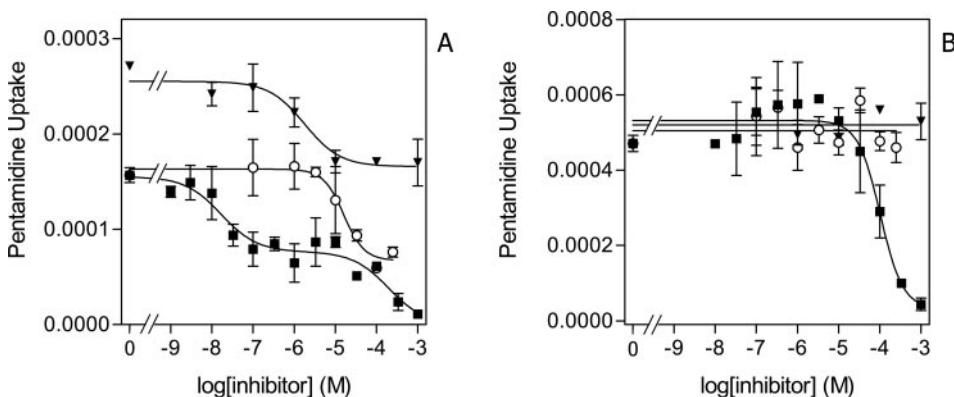 A
Pentamidine Uptake
0.0003
0.0002
0.0001
0.0000
0 -9 -8 -7 -6 -5 -4 -3
log[inhibitor] (M)
B
Pentamidine Uptake
0.0008
0.0006
0.0004
0.0002
0.0000
0 -9 -8 -7 -6 -5 -4 -3
log[inhibitor] (M)